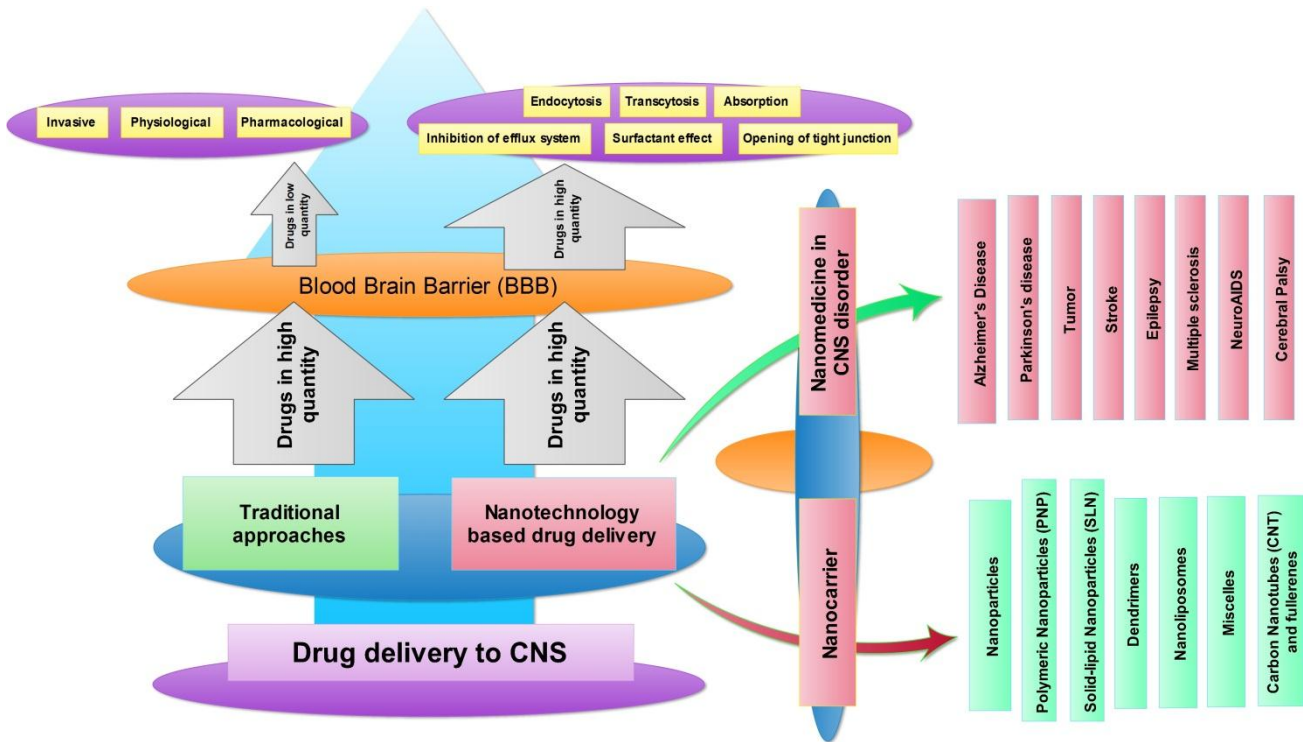 Endocytosis
Transcytosis
Absorption
Invasive
Physiological
Pharmacological
Inhibition of efflux system
Surfactant effect
Opening of tight junction
Drugs in low
quantity
Drugs in high
quantity
Blood Brain Barrier (BBB)
Drugs in high
quantity
Drugs in high
quantity
Traditional
approaches
Nanotechnology
based drug delivery
Drug delivery to CNS
Nanomedicine in
CNS disorder
Nanocarrier
Alzheimer's Disease
Parkinson's disease
Tumor
Stroke
Epilepsy
Multiple sclerosis
NeuroAIDS
Cerebral Palsy
Nanoparticles
Polymeric Nanoparticles (PNP)
Solid-lipid Nanoparticles (SLN)
Dendrimers
Nanoliposomes
Miscelles
Carbon Nanotubes (CNT)
and fullerenes